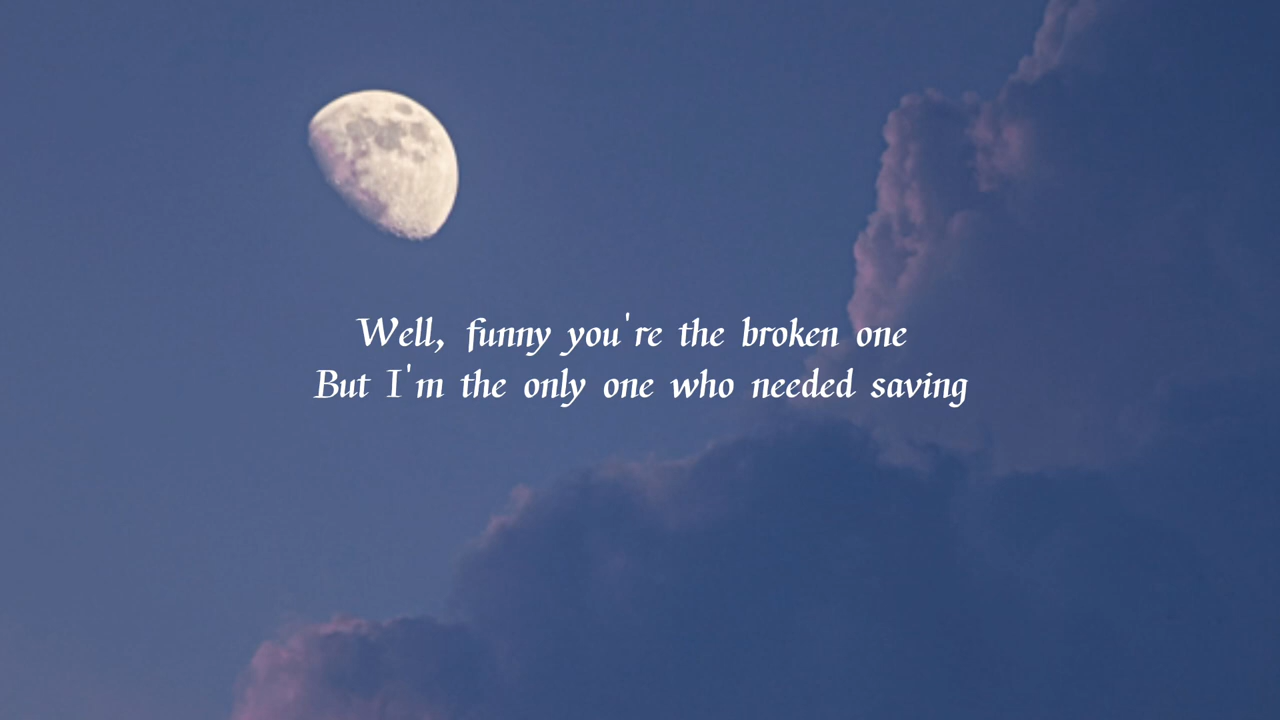 Well, funny you're the broken one
But I'm the only one who needed saving